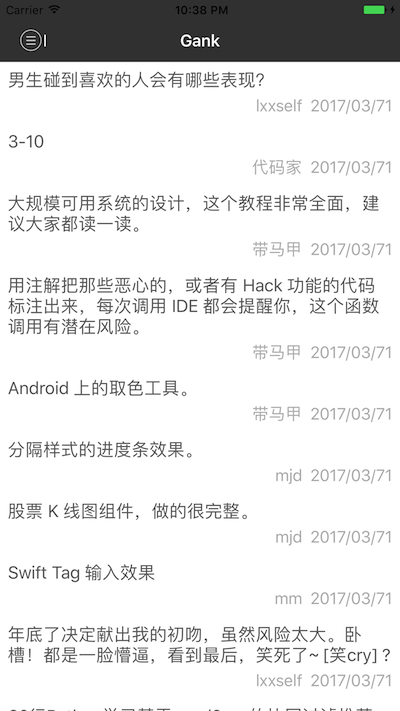 Carrier 10:38 PM
Gank
男生碰到喜欢的人会有哪些表现?
lxxself 2017/03/71
3-10
代码家 2017/03/71
大规模可用系统的设计，这个教程非常全面，建
议大家都读一读。
带马甲 2017/03/71
用注解把那些恶心的，或者有 Hack 功能的代码
标注出来，每次调用 IDE 都会提醒你，这个函数
调用有潜在风险。
带马甲 2017/03/71
Android 上的取色工具。
带马甲 2017/03/71
分隔样式的进度条效果。
mjd 2017/03/71
股票 K 线图组件，做的很完整。
mjd 2017/03/71
Swift Tag 输入效果
mm 2017/03/71
年底了决定献出我的初吻，虽然风险太大。卧
槽！都是一脸懵逼，看到最后，笑死了~ [笑cry] ?
lxxself 2017/03/71